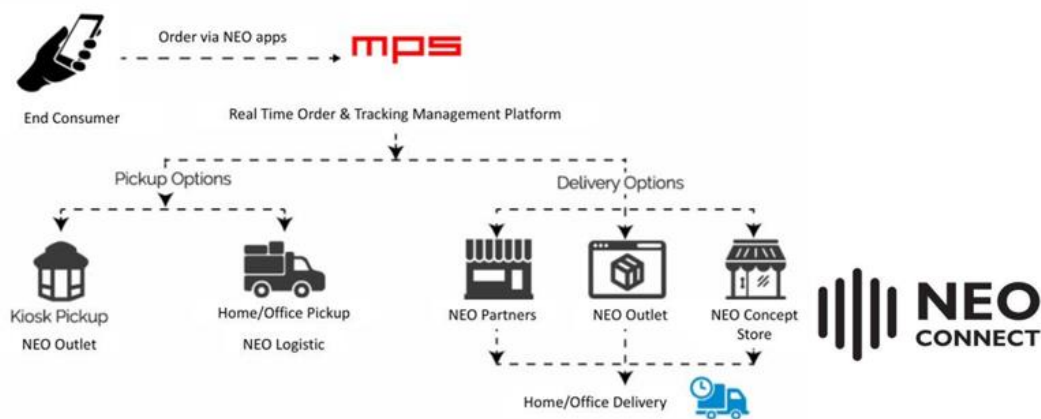 Order via NEO apps
mps
End Consumer
Real Time Order & Tracking Management Platform
Pickup Options
Delivery Options
Kiosk Pickup
NEO Outlet
Home/Office Pickup
NEO Logistic
NEO Partners
NEO Outlet
NEO Concept
Store
NEO
CONNECT
Home/Office Delivery